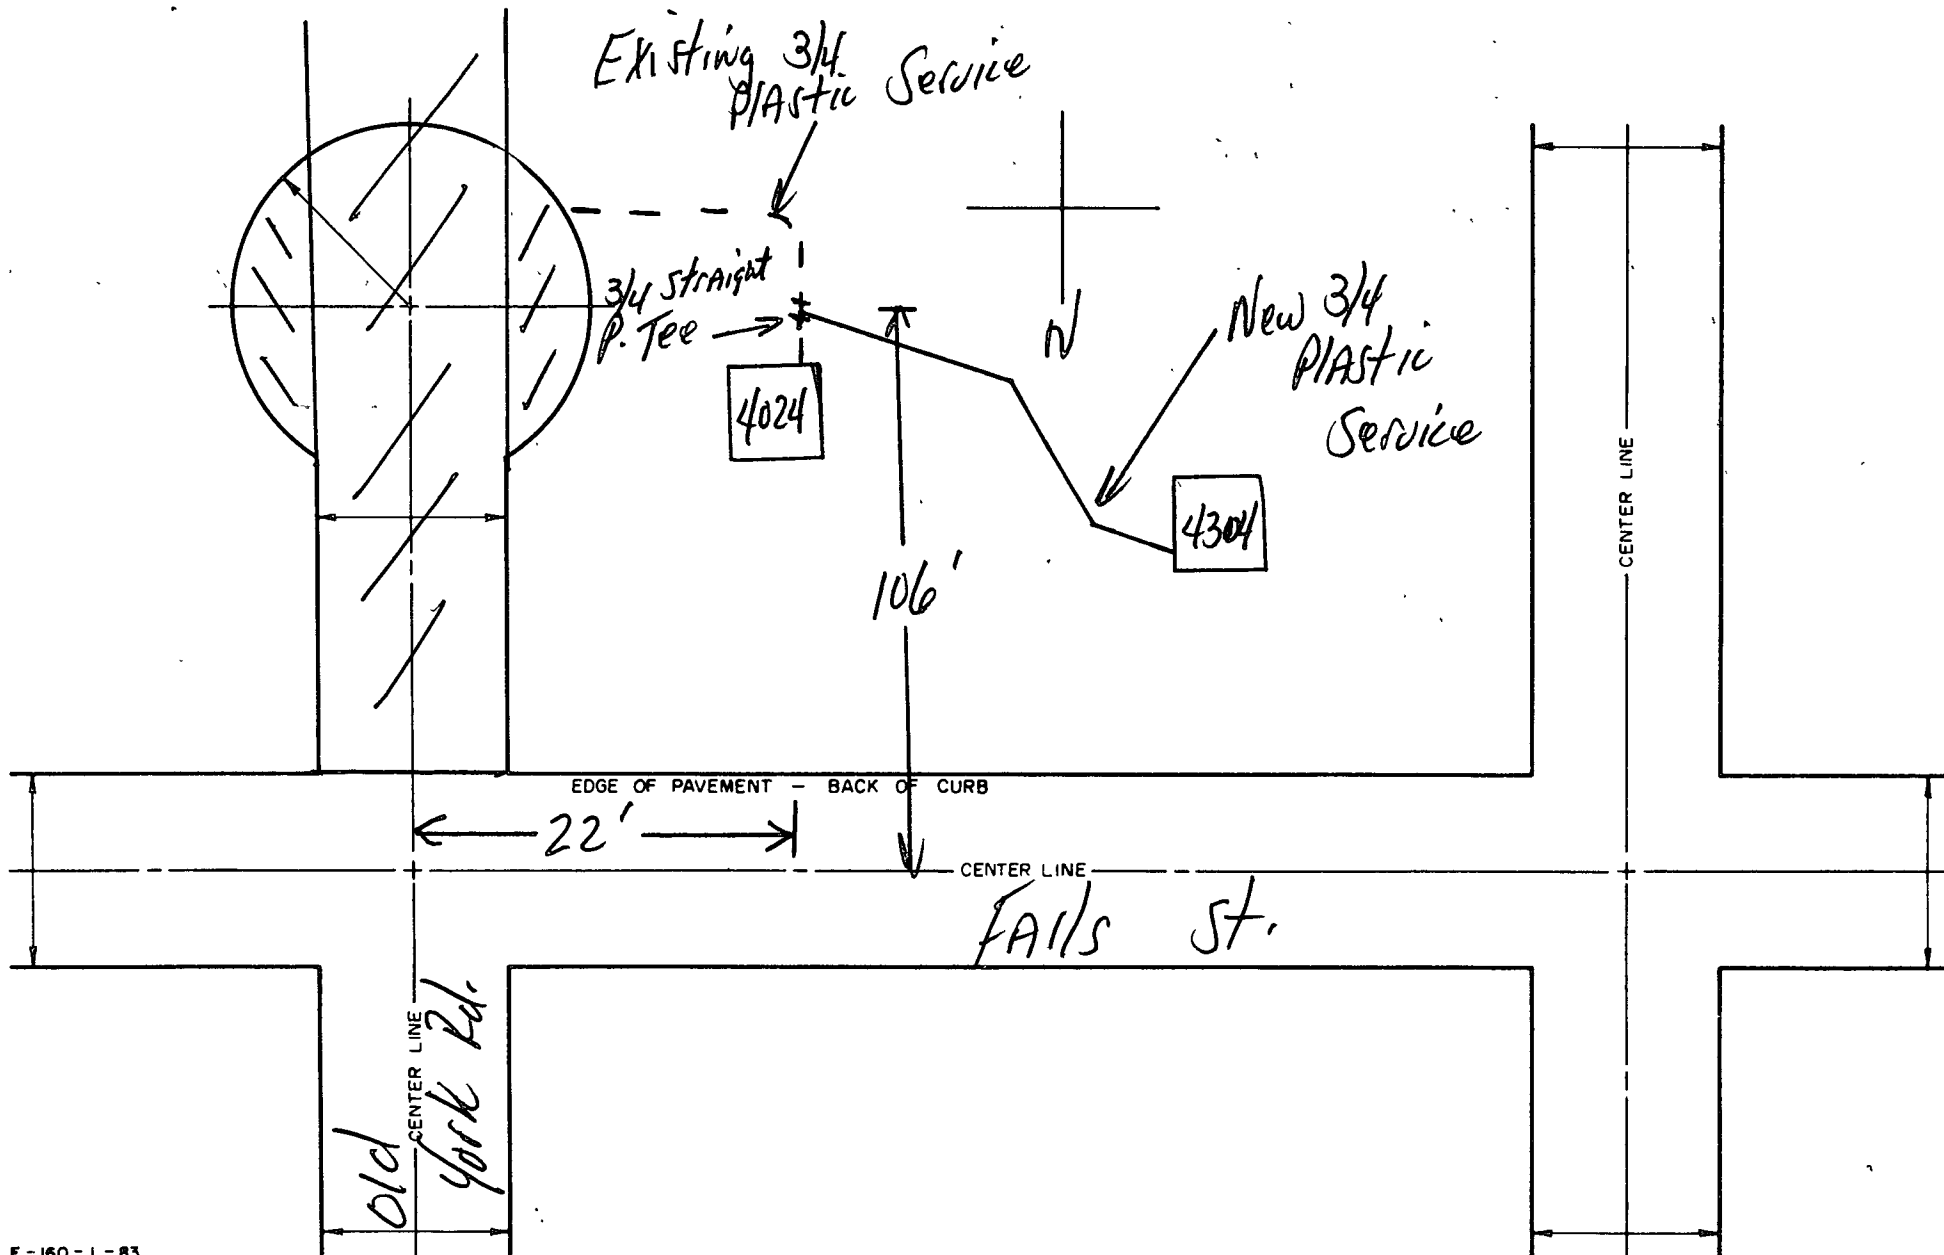 Existing 3/4
Plastic Service
3/4 Straight
P. Tee
N
New 3/4
Plastic
Service
4024
4304
106'
CENTER LINE
EDGE OF PAVEMENT – BACK OF CURB
22'
CENTER LINE
Falls St.
CENTER LINE
Old
York Rd.
F-160-1-83